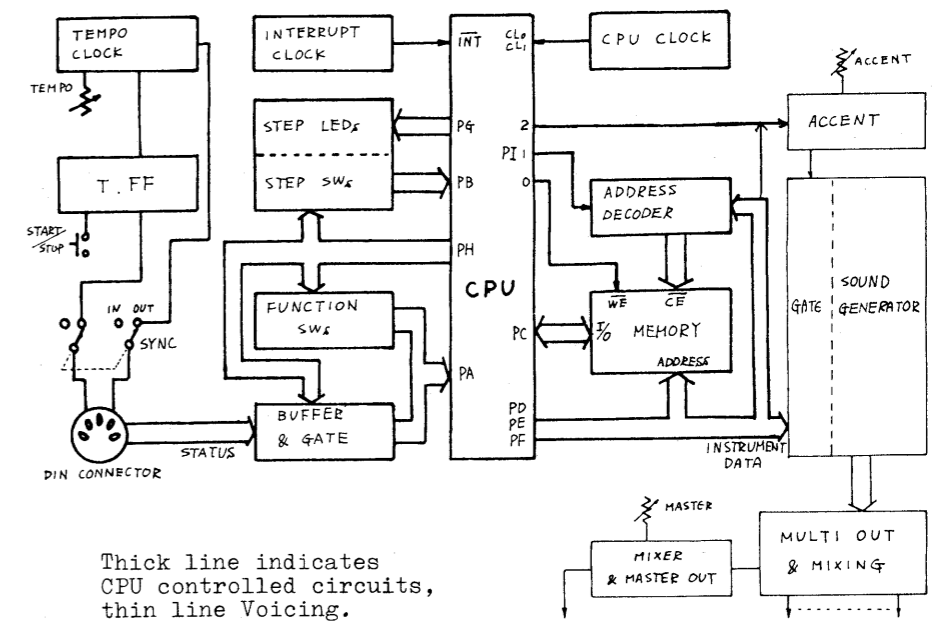 TEMPO
CLOCK
TEMPO
T.FF
START/
STOP
IN OUT
SYNC
DIN CONNECTOR
STATUS
INTERRUPT
CLOCK
STEP LEDs
STEP SWs
FUNCTION
SWs
BUFFER
& GATE
INT
CL0
CL1
PG
PB
PH
PA
CPU
2
PI 1
0
PC
PD
PE
PF
CPU CLOCK
ADDRESS
DECODER
WE CE
I/O MEMORY
ADDRESS
INSTRUMENT
DATA
ACCENT
ACCENT
GATE
SOUND
GENERATOR
MULTI OUT
& MIXING
MASTER
MIXER
& MASTER OUT
Thick line indicates
CPU controlled circuits,
thin line Voicing.